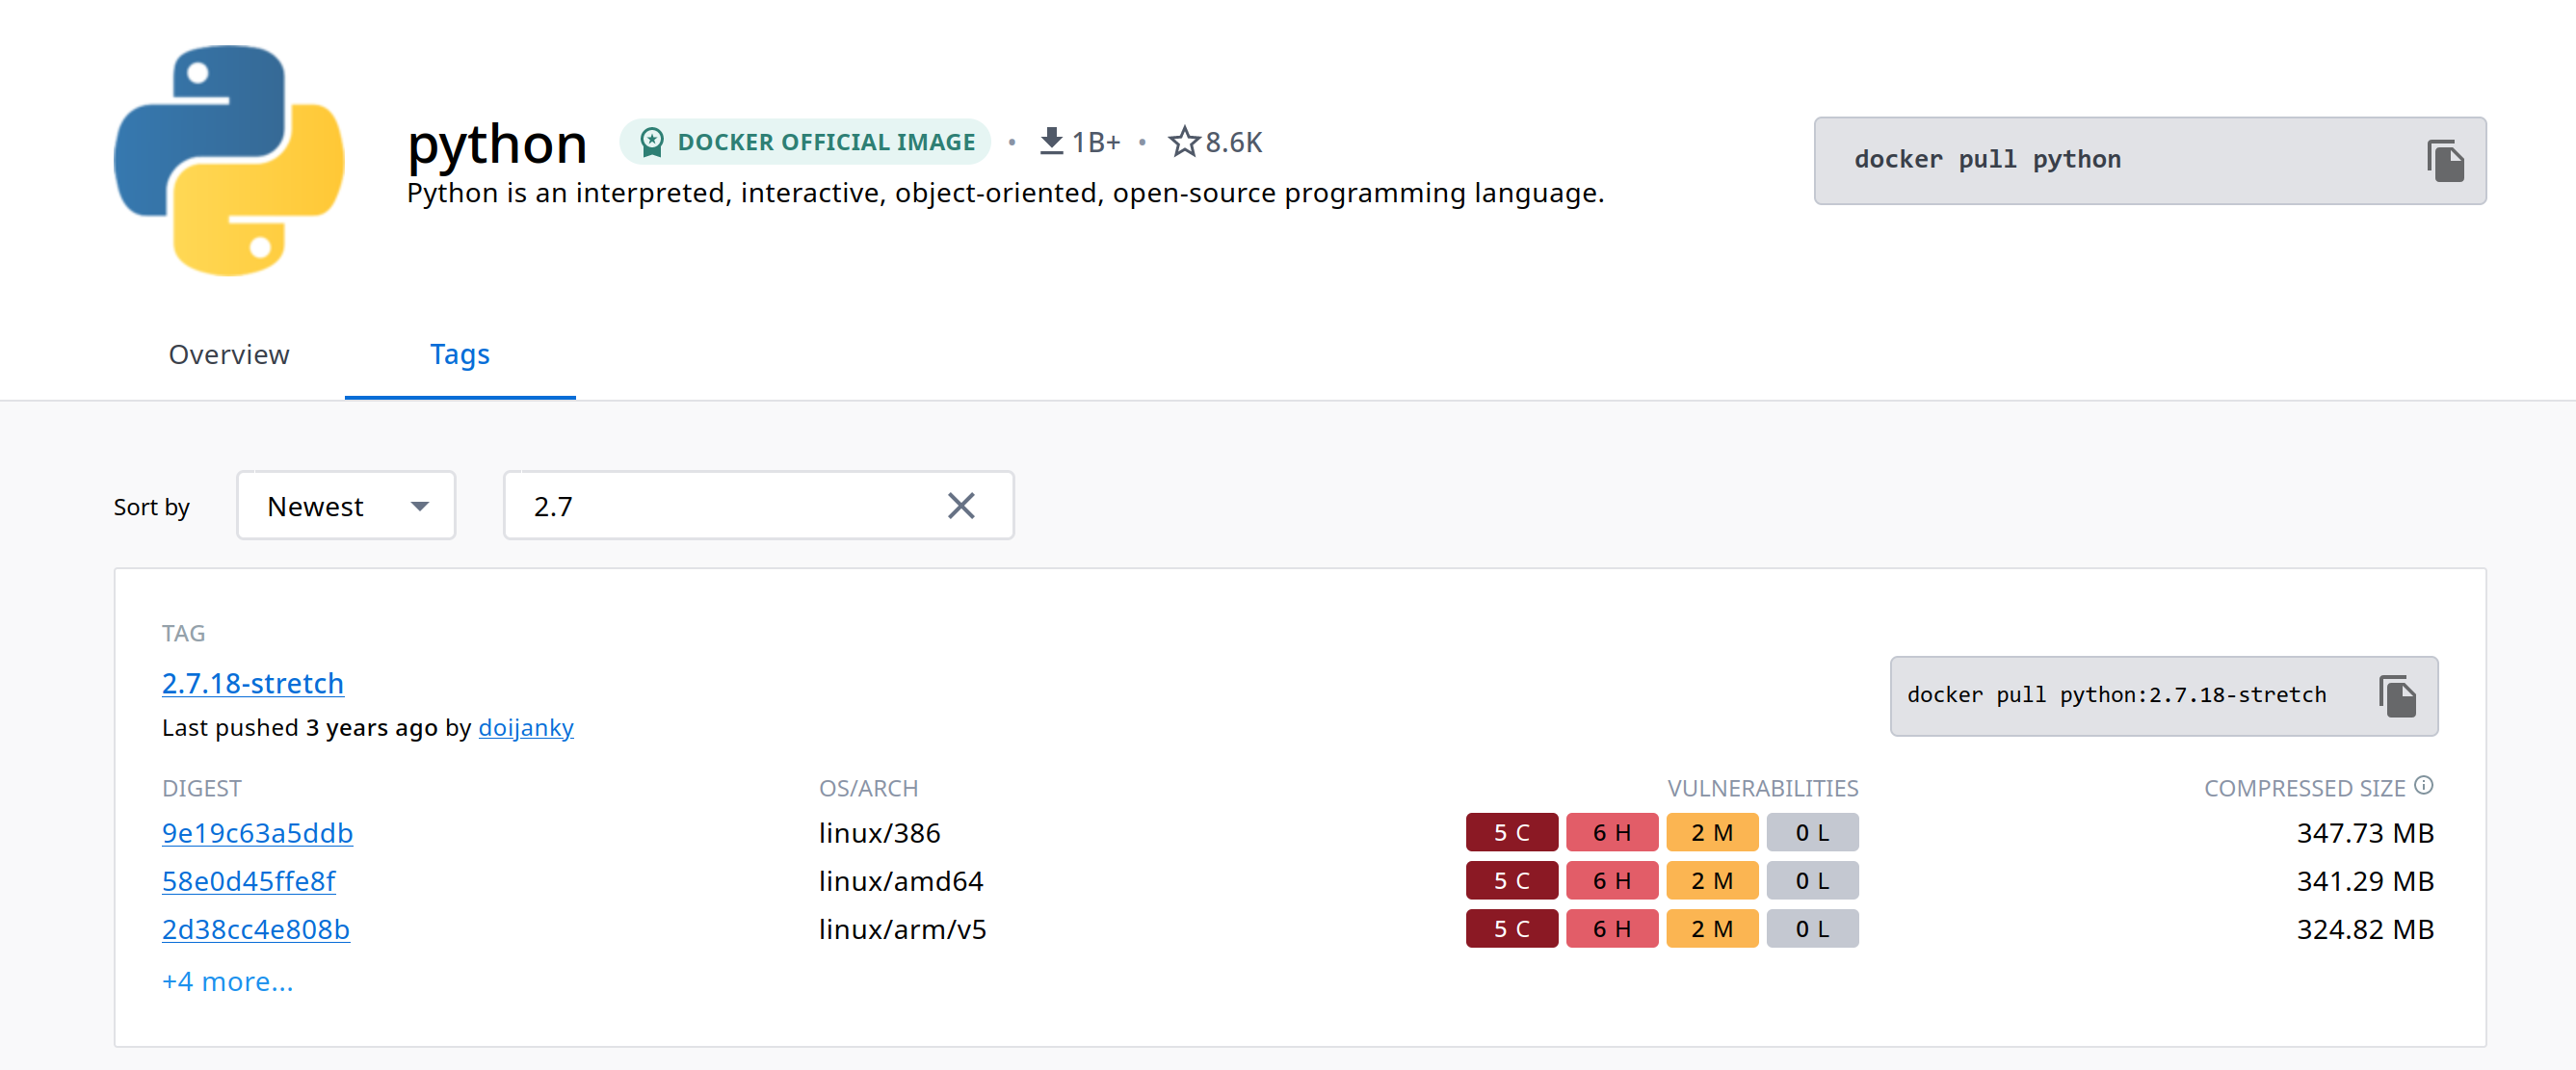 python DOCKER OFFICIAL IMAGE • 1B+ • 8.6K
Python is an interpreted, interactive, object-oriented, open-source programming language.
docker pull python
Overview Tags
Sort by Newest 2.7
TAG
2.7.18-stretch
Last pushed 3 years ago by doijanky
docker pull python:2.7.18-stretch
DIGEST OS/ARCH VULNERABILITIES COMPRESSED SIZE
9e19c63a5ddb linux/386 5 C 6 H 2 M 0 L 347.73 MB
58e0d45ffe8f linux/amd64 5 C 6 H 2 M 0 L 341.29 MB
2d38cc4e808b linux/arm/v5 5 C 6 H 2 M 0 L 324.82 MB
+4 more...